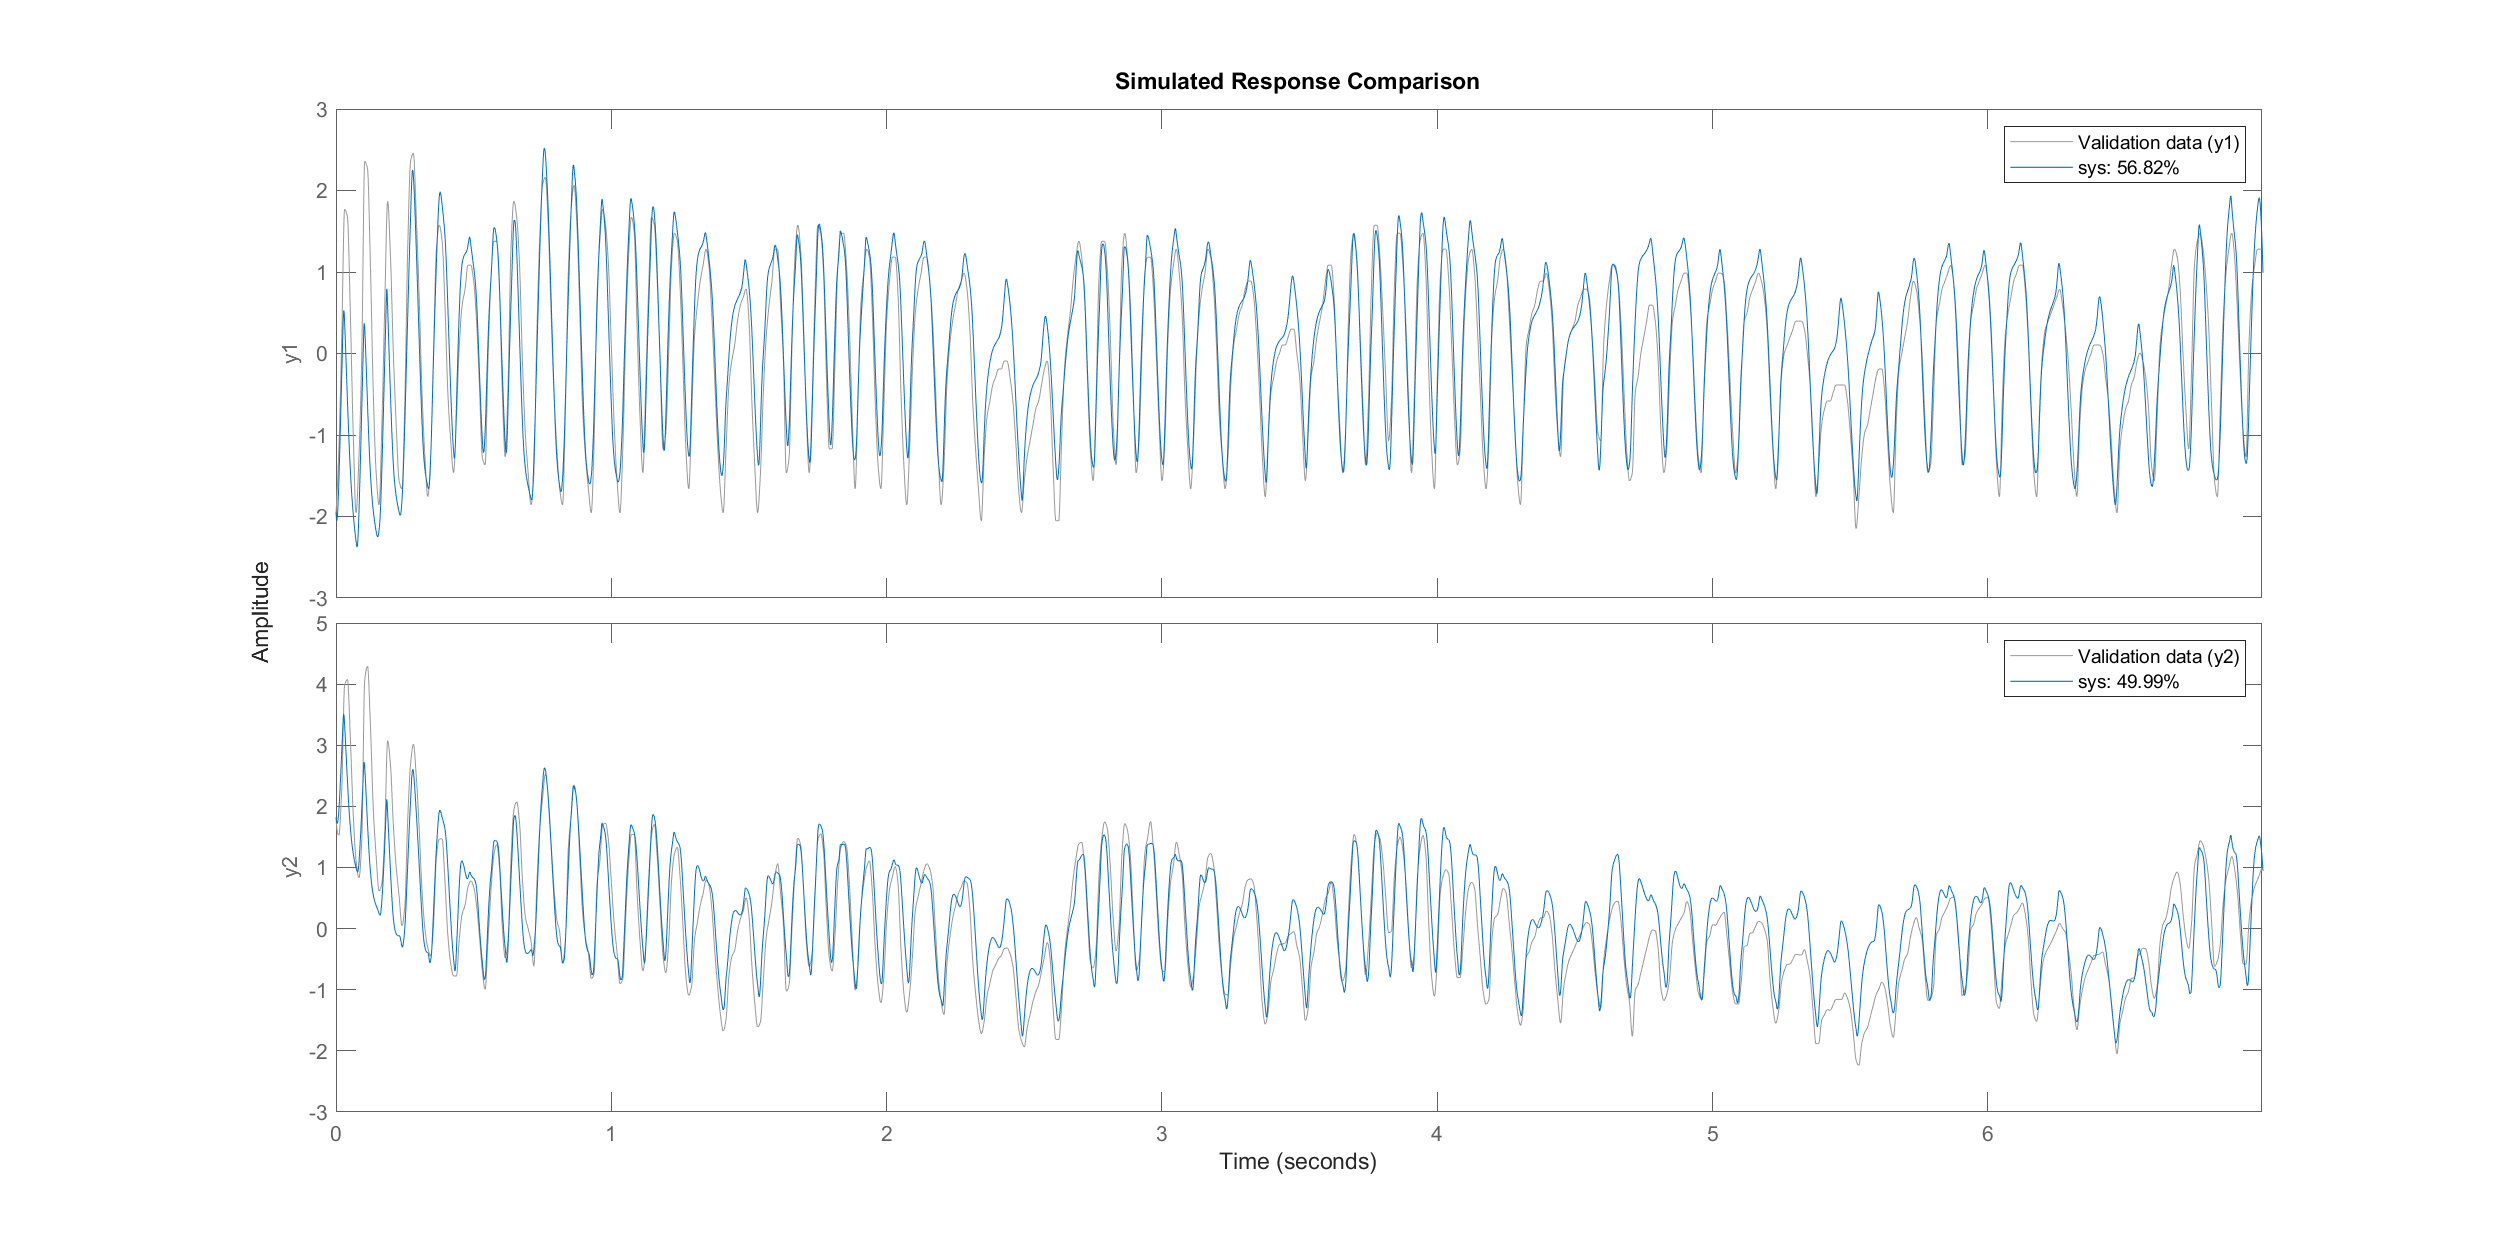 Simulated Response Comparison
3
2
1
0
-1
-2
-3
y1
Validation data (y1)
sys: 56.82%
Amplitude
5
4
3
2
1
0
-1
-2
-3
y2
Validation data (y2)
sys: 49.99%
0 1 2 3 4 5 6
Time (seconds)